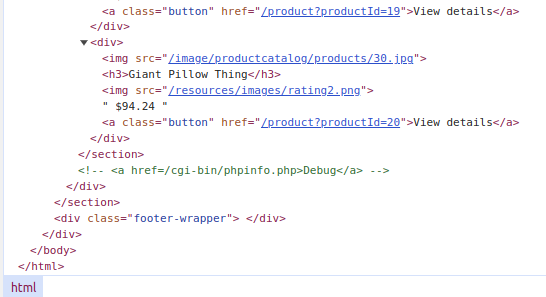 <a class="button" href="/product?productId=19">View details</a>
</div>
▼<div>
<img src="/image/productcatalog/products/30.jpg">
<h3>Giant Pillow Thing</h3>
<img src="/resources/images/rating2.png">
" $94.24 "
<a class="button" href="/product?productId=20">View details</a>
</div>
</section>
<!-- <a href=/cgi-bin/phpinfo.php>Debug</a> -->
</div>
</section>
<div class="footer-wrapper"> </div>
</div>
</body>
</html>
html